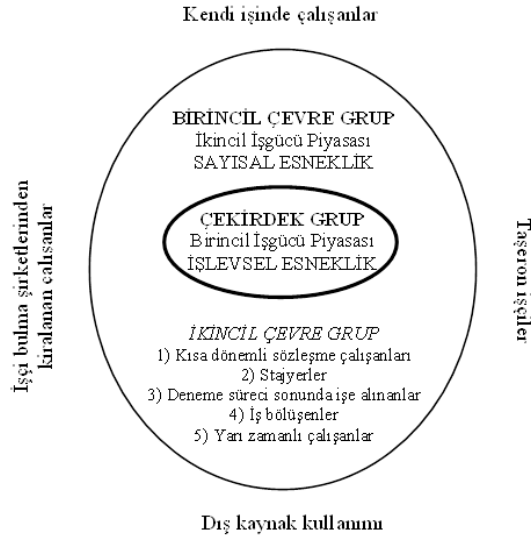 Kendi işinde çalışanlar
BİRİNCİL ÇEVRE GRUP
İkincil İşgücü Piyasası
SAYISAL ESNEKLİK
ÇEKİRDEK GRUP
Birincil İşgücü Piyasası
İŞLEVSEL ESNEKLİK
İşçi bulma şirketlerinden
kiralanan çalışanlar
Taşeron işçiler
İKİNCİL ÇEVRE GRUP
1) Kısa dönemli sözleşme çalışanları
2) Stajyerler
3) Deneme süreci sonunda işe alınanlar
4) İş bölüşenler
5) Yarı zamanlı çalışanlar
Dış kaynak kullanımı